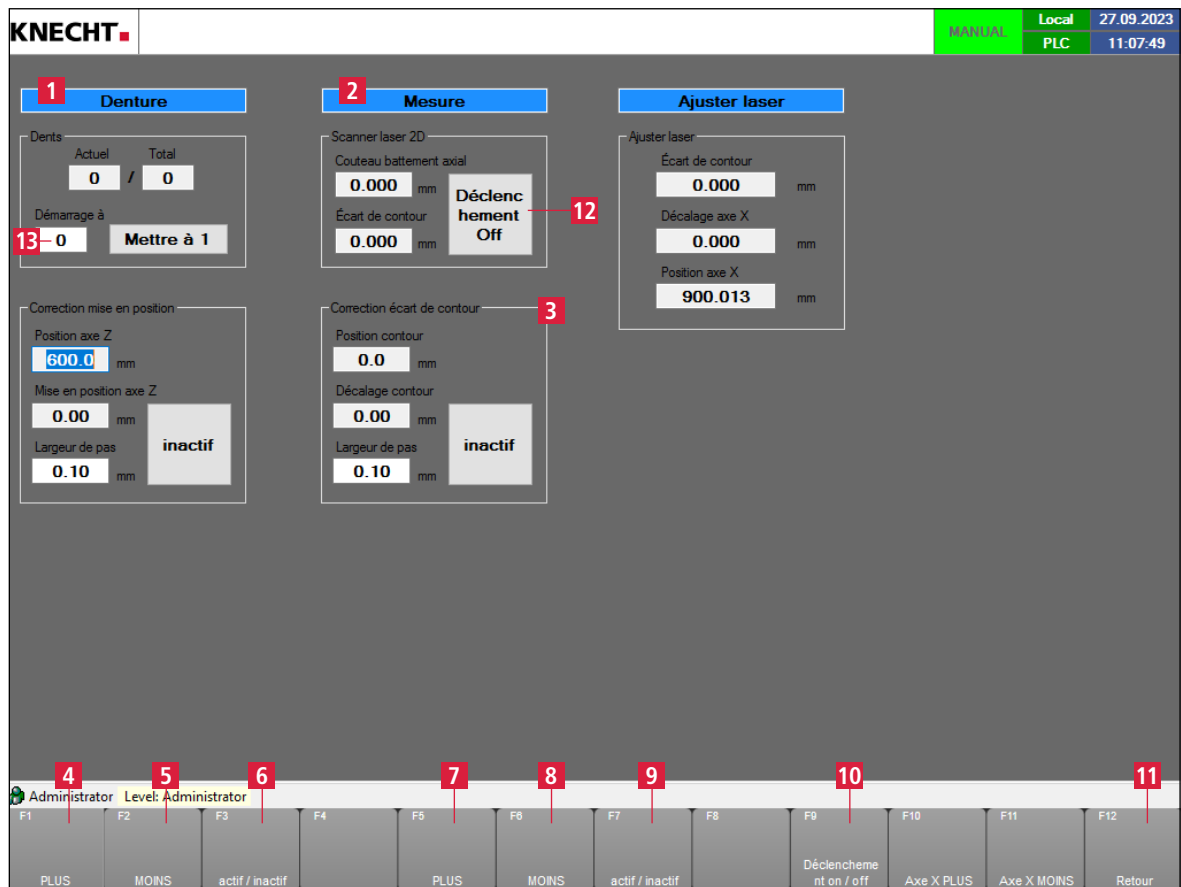 KNECHT
MANUAL
Local
27.09.2023
PLC
11:07:49
1
Denture
Dents
Actuel
Total
0 / 0
Démarrage à
13
0
Mettre à 1
Correction mise en position
Position axe Z
600.0 mm
Mise en position axe Z
0.00 mm
Largeur de pas
0.10 mm
inactif
2
Mesure
Scanner laser 2D
Couteau battement axial
0.000 mm
Écart de contour
0.000 mm
Déclenc
hement
Off
12
Correction écart de contour
3
Position contour
0.0 mm
Décalage contour
0.00 mm
Largeur de pas
0.10 mm
inactif
Ajuster laser
Ajuster laser
Écart de contour
0.000 mm
Décalage axe X
0.000 mm
Position axe X
900.013 mm
4
5
6
7
8
9
10
11
Administrator Level: Administrator
F1
PLUS
F2
MOINS
F3
actif / inactif
F4
F5
PLUS
F6
MOINS
F7
actif / inactif
F8
F9
Déclencheme
nt on / off
F10
Axe X PLUS
F11
Axe X MOINS
F12
Retour